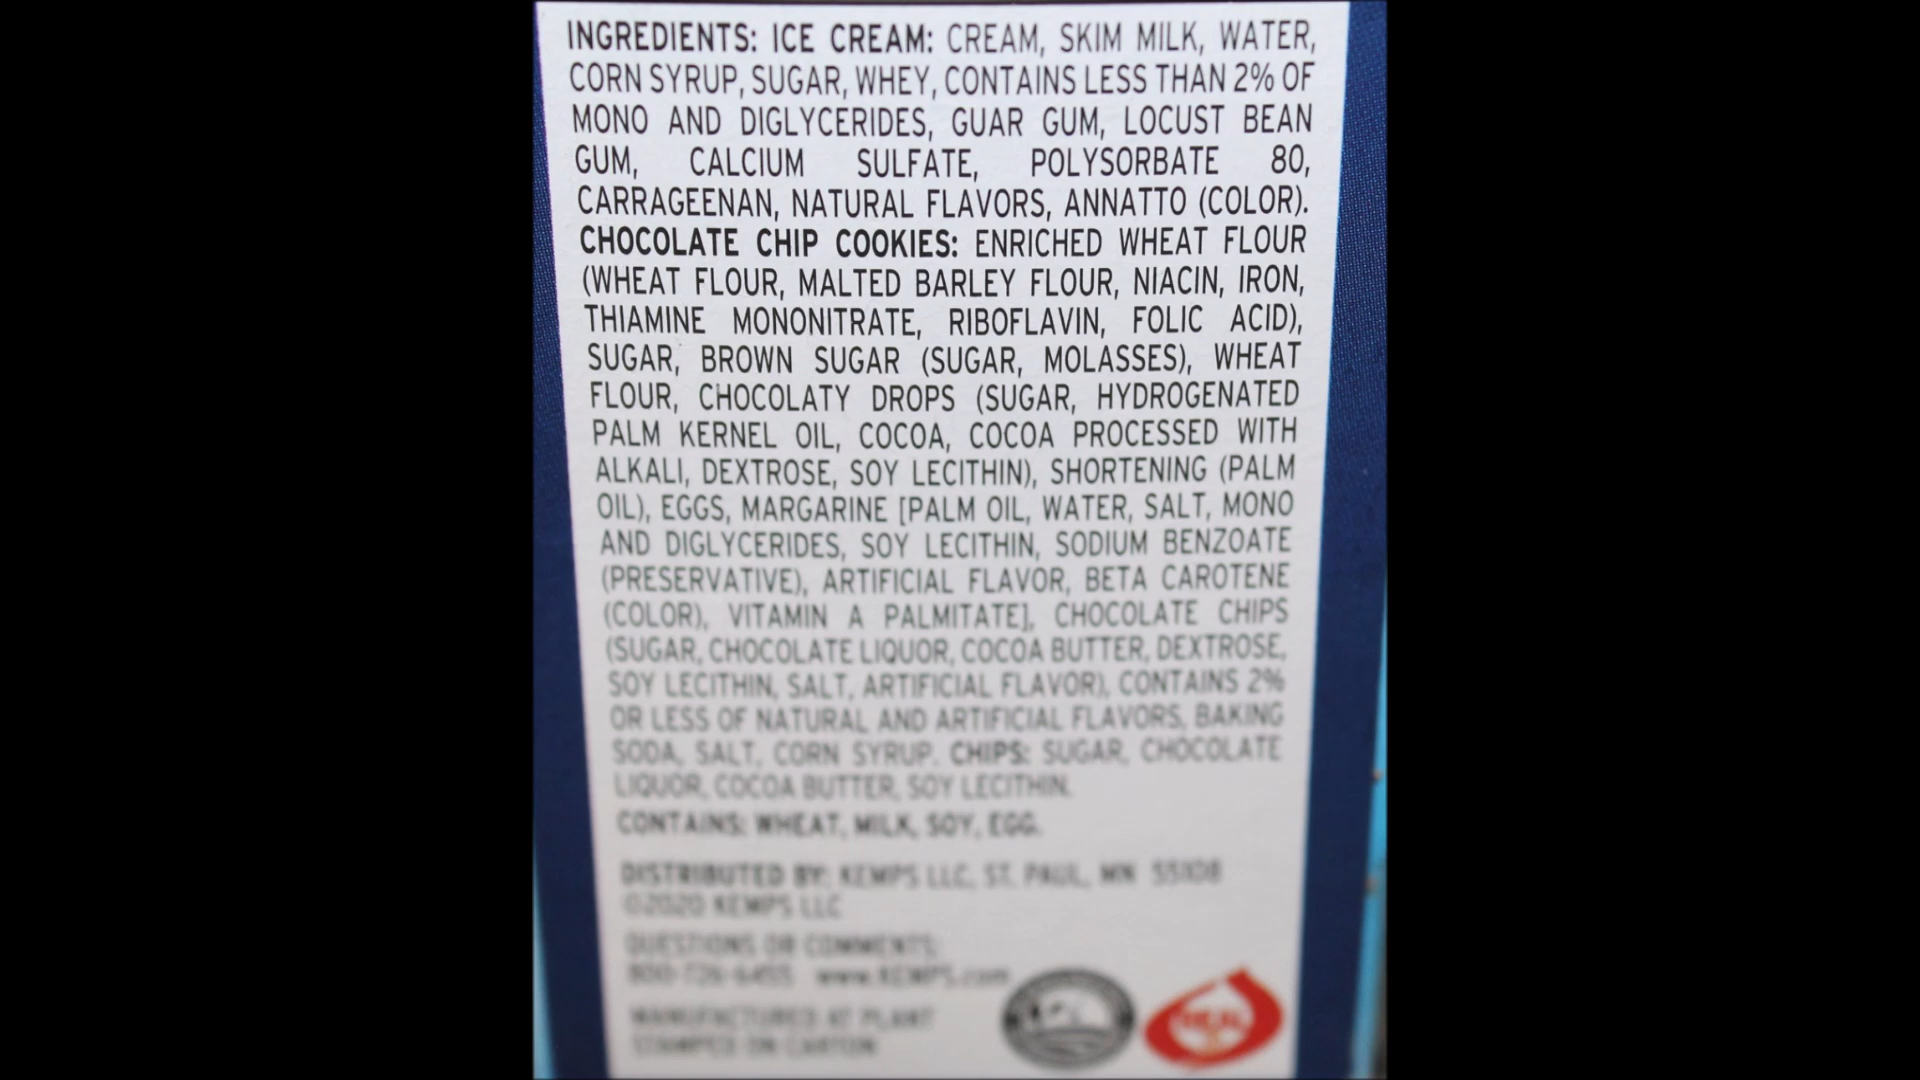 INGREDIENTS: ICE CREAM: CREAM, SKIM MILK, WATER,
CORN SYRUP, SUGAR, WHEY, CONTAINS LESS THAN 2% OF
MONO AND DIGLYCERIDES, GUAR GUM, LOCUST BEAN
GUM, CALCIUM SULFATE, POLYSORBATE 80,
CARRAGEENAN, NATURAL FLAVORS, ANNATTO (COLOR).
CHOCOLATE CHIP COOKIES: ENRICHED WHEAT FLOUR
(WHEAT FLOUR, MALTED BARLEY FLOUR, NIACIN, IRON,
THIAMINE MONONITRATE, RIBOFLAVIN, FOLIC ACID),
SUGAR, BROWN SUGAR (SUGAR, MOLASSES), WHEAT
FLOUR, CHOCOLATY DROPS (SUGAR, HYDROGENATED
PALM KERNEL OIL, COCOA, COCOA PROCESSED WITH
ALKALI, DEXTROSE, SOY LECITHIN), SHORTENING (PALM
OIL), EGGS, MARGARINE [PALM OIL, WATER, SALT, MONO
AND DIGLYCERIDES, SOY LECITHIN, SODIUM BENZOATE
(PRESERVATIVE), ARTIFICIAL FLAVOR, BETA CAROTENE
(COLOR), VITAMIN A PALMITATE], CHOCOLATE CHIPS
(SUGAR, CHOCOLATE LIQUOR, COCOA BUTTER, DEXTROSE,
SOY LECITHIN, SALT, ARTIFICIAL FLAVOR), CONTAINS 2%
OR LESS OF NATURAL AND ARTIFICIAL FLAVORS, BAKING
SODA, SALT, CORN SYRUP. CHIPS: SUGAR, CHOCOLATE
LIQUOR, COCOA BUTTER, SOY LECITHIN.
CONTAINS: WHEAT, MILK, SOY, EGG.
DISTRIBUTED BY: KEMPS LLC, ST. PAUL, MN 55108
©2020 KEMPS LLC
QUESTIONS OR COMMENTS:
800-726-6455 www.KEMPS.com
MANUFACTURED AT PLANT
STAMPED ON CARTON
REAL